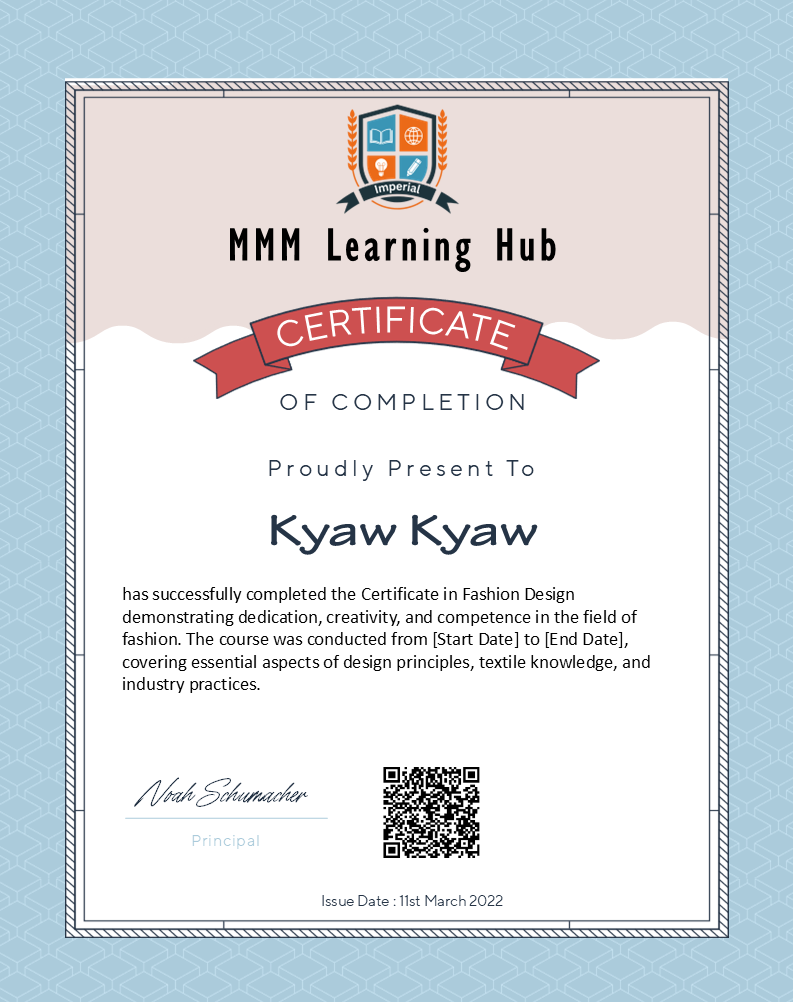 Imperial
MMM Learning Hub
CERTIFICATE
OF COMPLETION
Proudly Present To
Kyaw Kyaw
has successfully completed the Certificate in Fashion Design
demonstrating dedication, creativity, and competence in the field of
fashion. The course was conducted from [Start Date] to [End Date],
covering essential aspects of design principles, textile knowledge, and
industry practices.
Noah Schumacher
Principal
Issue Date : 11st March 2022